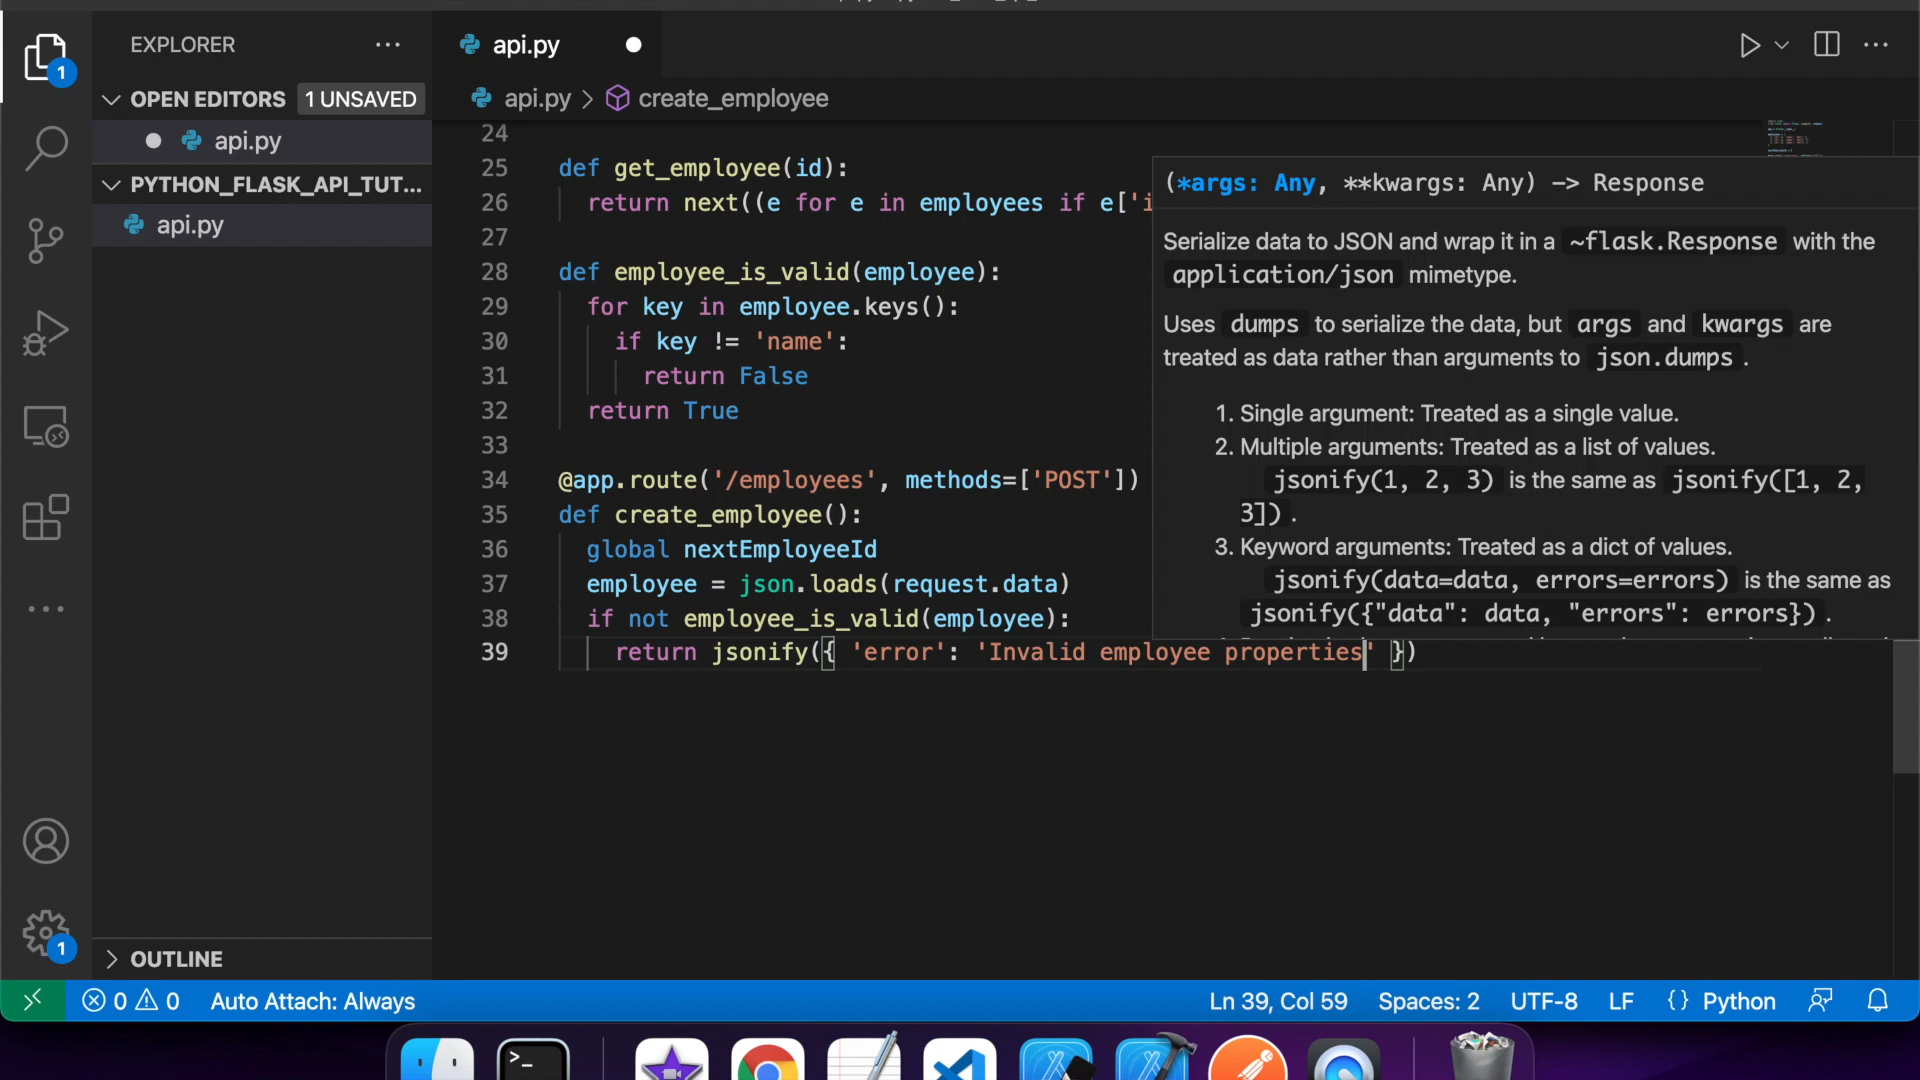 EXPLORER
api.py
1
OPEN EDITORS
1 UNSAVED
api.py > create_employee
api.py
PYTHON_FLASK_API_TUT...
api.py
24
25 def get_employee(id):
26 return next((e for e in employees if e['i
27
28 def employee_is_valid(employee):
29 for key in employee.keys():
30 if key != 'name':
31 return False
32 return True
33
34 @app.route('/employees', methods=['POST'])
35 def create_employee():
36 global nextEmployeeId
37 employee = json.loads(request.data)
38 if not employee_is_valid(employee):
39 return jsonify({ 'error': 'Invalid employee properties' })
(*args: Any, **kwargs: Any) -> Response
Serialize data to JSON and wrap it in a ~flask.Response with the
application/json mimetype.
Uses dumps to serialize the data, but args and kwargs are
treated as data rather than arguments to json.dumps.
1. Single argument: Treated as a single value.
2. Multiple arguments: Treated as a list of values.
jsonify(1, 2, 3) is the same as jsonify([1, 2,
3]).
3. Keyword arguments: Treated as a dict of values.
jsonify(data=data, errors=errors) is the same as
jsonify({"data": data, "errors": errors}).
OUTLINE
1
0 0 Auto Attach: Always
Ln 39, Col 59 Spaces: 2 UTF-8 LF {} Python
>_